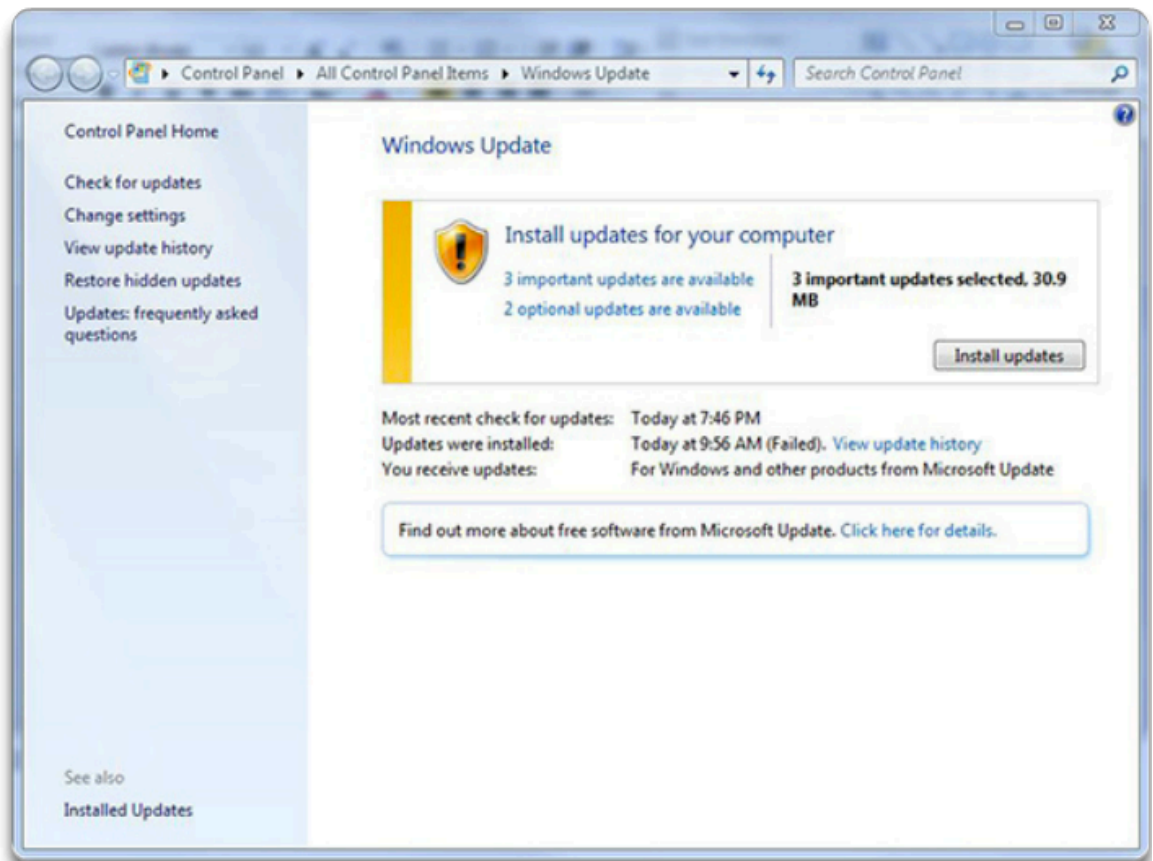 Control Panel ▸ All Control Panel Items ▸ Windows Update
Search Control Panel
Control Panel Home
Check for updates
Change settings
View update history
Restore hidden updates
Updates: frequently asked
questions
See also
Installed Updates
Windows Update
Install updates for your computer
3 important updates are available
2 optional updates are available
3 important updates selected, 30.9
MB
Install updates
Most recent check for updates: Today at 7:46 PM
Updates were installed: Today at 9:56 AM (Failed). View update history
You receive updates: For Windows and other products from Microsoft Update
Find out more about free software from Microsoft Update. Click here for details.